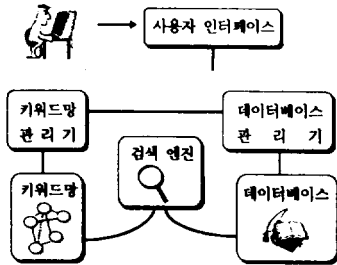 사용자 인터페이스
키워드망
관 리 기
데이터베이스
관 리 기
검색 엔진
키워드망
데이터베이스